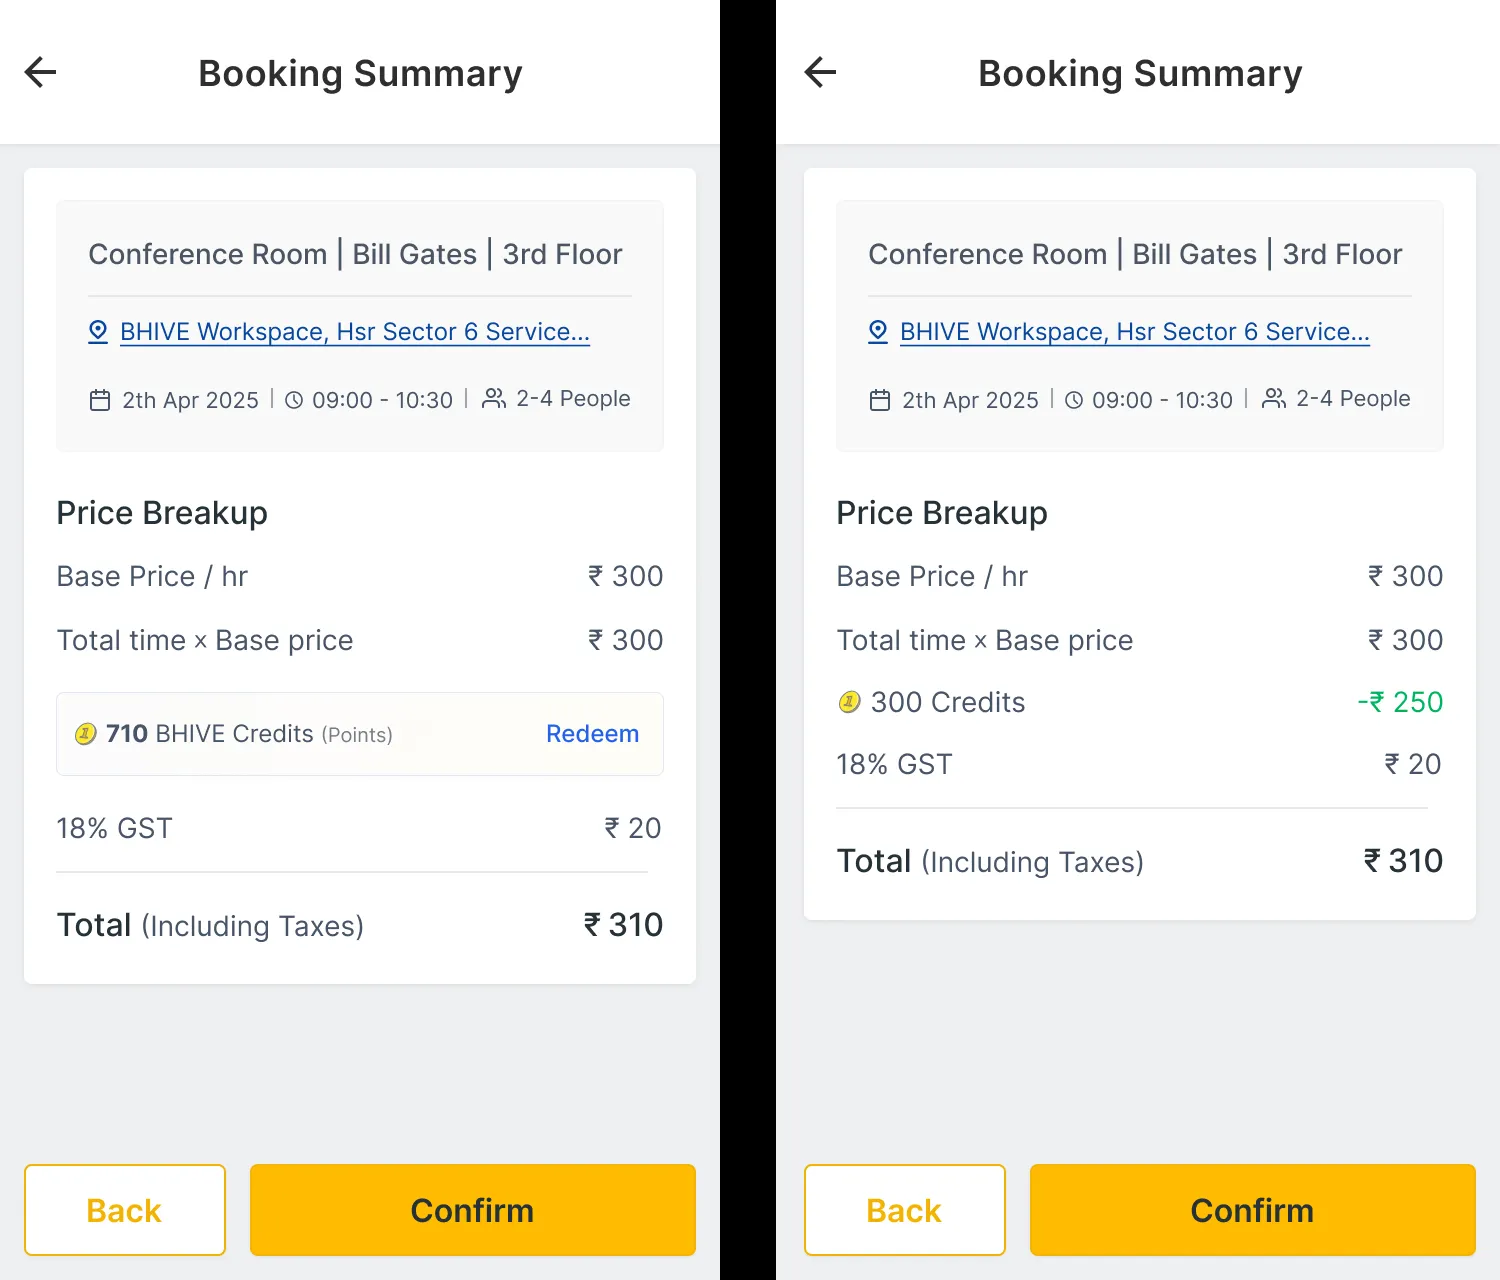 Booking Summary
Conference Room | Bill Gates | 3rd Floor
BHIVE Workspace, Hsr Sector 6 Service...
2th Apr 2025 | 09:00 - 10:30 | 2-4 People
Price Breakup
Base Price / hr ₹ 300
Total time × Base price ₹ 300
710 BHIVE Credits (Points) Redeem
18% GST ₹ 20
Total (Including Taxes) ₹ 310
Back Confirm
Booking Summary
Conference Room | Bill Gates | 3rd Floor
BHIVE Workspace, Hsr Sector 6 Service...
2th Apr 2025 | 09:00 - 10:30 | 2-4 People
Price Breakup
Base Price / hr ₹ 300
Total time × Base price ₹ 300
1 300 Credits -₹ 250
18% GST ₹ 20
Total (Including Taxes) ₹ 310
Back Confirm